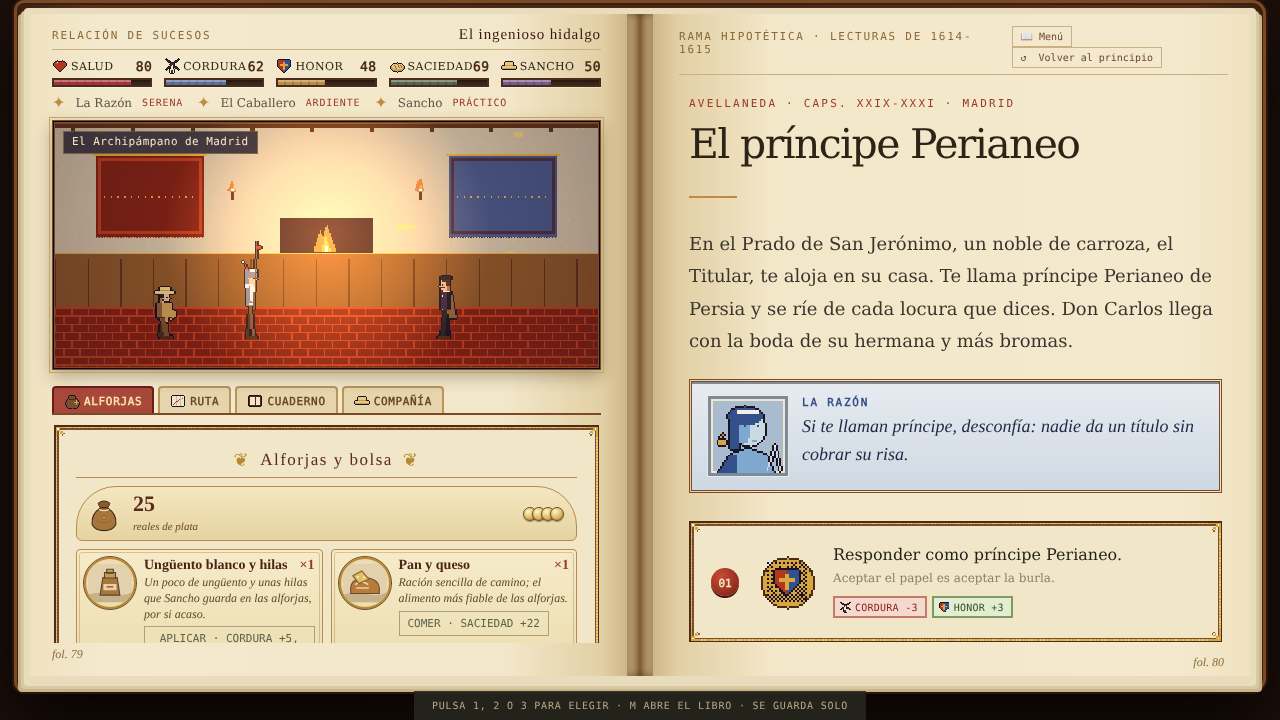 RELACIÓN DE SUCESOS
El ingenioso hidalgo
SALUD 80
CORDURA 62
HONOR 48
SACIEDAD 69
SANCHO 50
La Razón SERENA
El Caballero ARDIENTE
Sancho PRÁCTICO
El Archipámpano de Madrid
ALFORJAS
RUTA
CUADERNO
COMPAÑÍA
Alforjas y bolsa
25
reales de plata
Ungüento blanco y hilas ×1
Un poco de ungüento y unas hilas
que Sancho guarda en las alforjas,
por si acaso.
APLICAR · CORDURA +5,
Pan y queso ×1
Ración sencilla de camino; el
alimento más fiable de las alforjas.
COMER · SACIEDAD +22
fol. 79
RAMA HIPOTÉTICA · LECTURAS DE 1614-
1615
Menú
Volver al principio
AVELLANEDA · CAPS. XXIX-XXXI · MADRID
El príncipe Perianeo
En el Prado de San Jerónimo, un noble de carroza, el
Titular, te aloja en su casa. Te llama príncipe Perianeo de
Persia y se ríe de cada locura que dices. Don Carlos llega
con la boda de su hermana y más bromas.
LA RAZÓN
Si te llaman príncipe, desconfía: nadie da un título sin
cobrar su risa.
01
Responder como príncipe Perianeo.
Aceptar el papel es aceptar la burla.
CORDURA -3
HONOR +3
fol. 80
PULSA 1, 2 O 3 PARA ELEGIR · M ABRE EL LIBRO · SE GUARDA SOLO